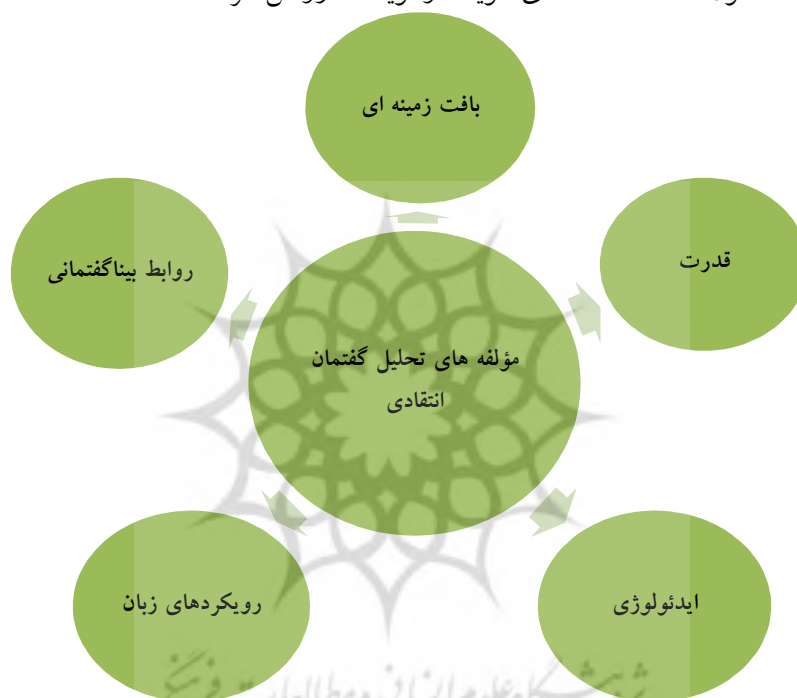 بافت زمینه ای
قدرت
روابط بیناگفتمانی
مؤلفه های تحلیل گفتمان
انتقادی
رویکردهای زبان
ایدئولوژی